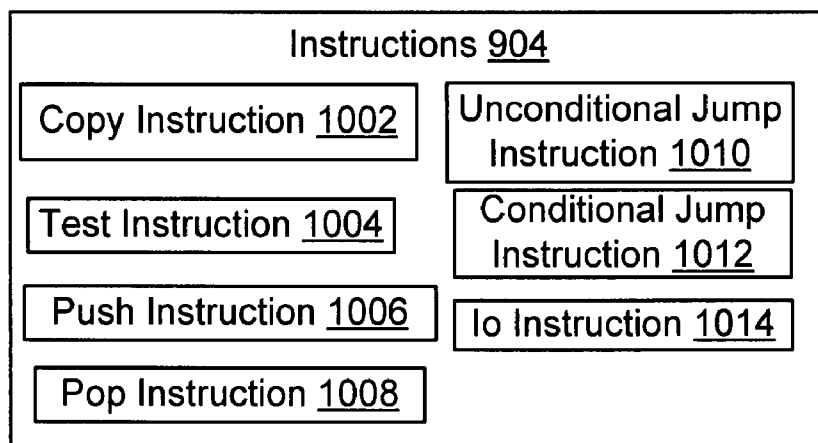 Instructions 904
Copy Instruction 1002
Test Instruction 1004
Push Instruction 1006
Pop Instruction 1008
Unconditional Jump
Instruction 1010
Conditional Jump
Instruction 1012
Io Instruction 1014